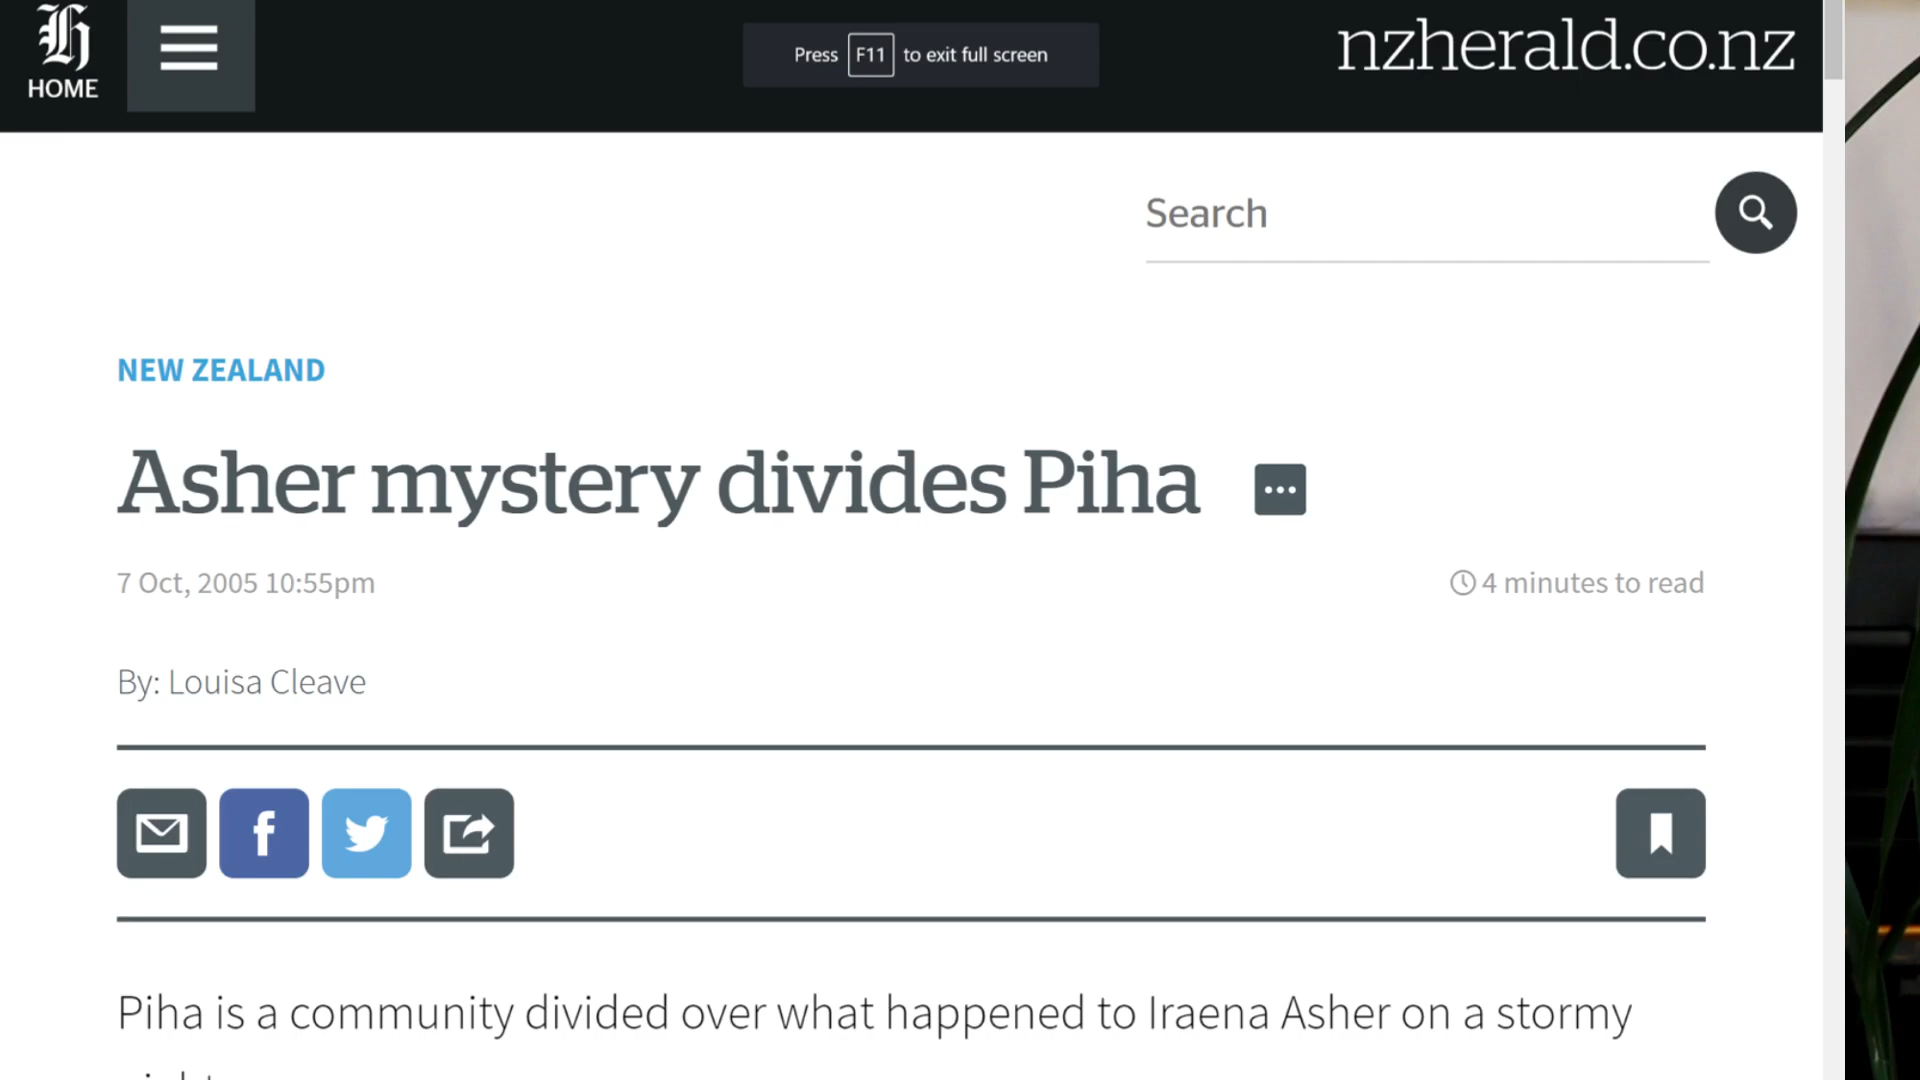 HOME
Press F11 to exit full screen
nzherald.co.nz
Search
NEW ZEALAND
Asher mystery divides Piha
7 Oct, 2005 10:55pm
4 minutes to read
By: Louisa Cleave
Piha is a community divided over what happened to Iraena Asher on a stormy